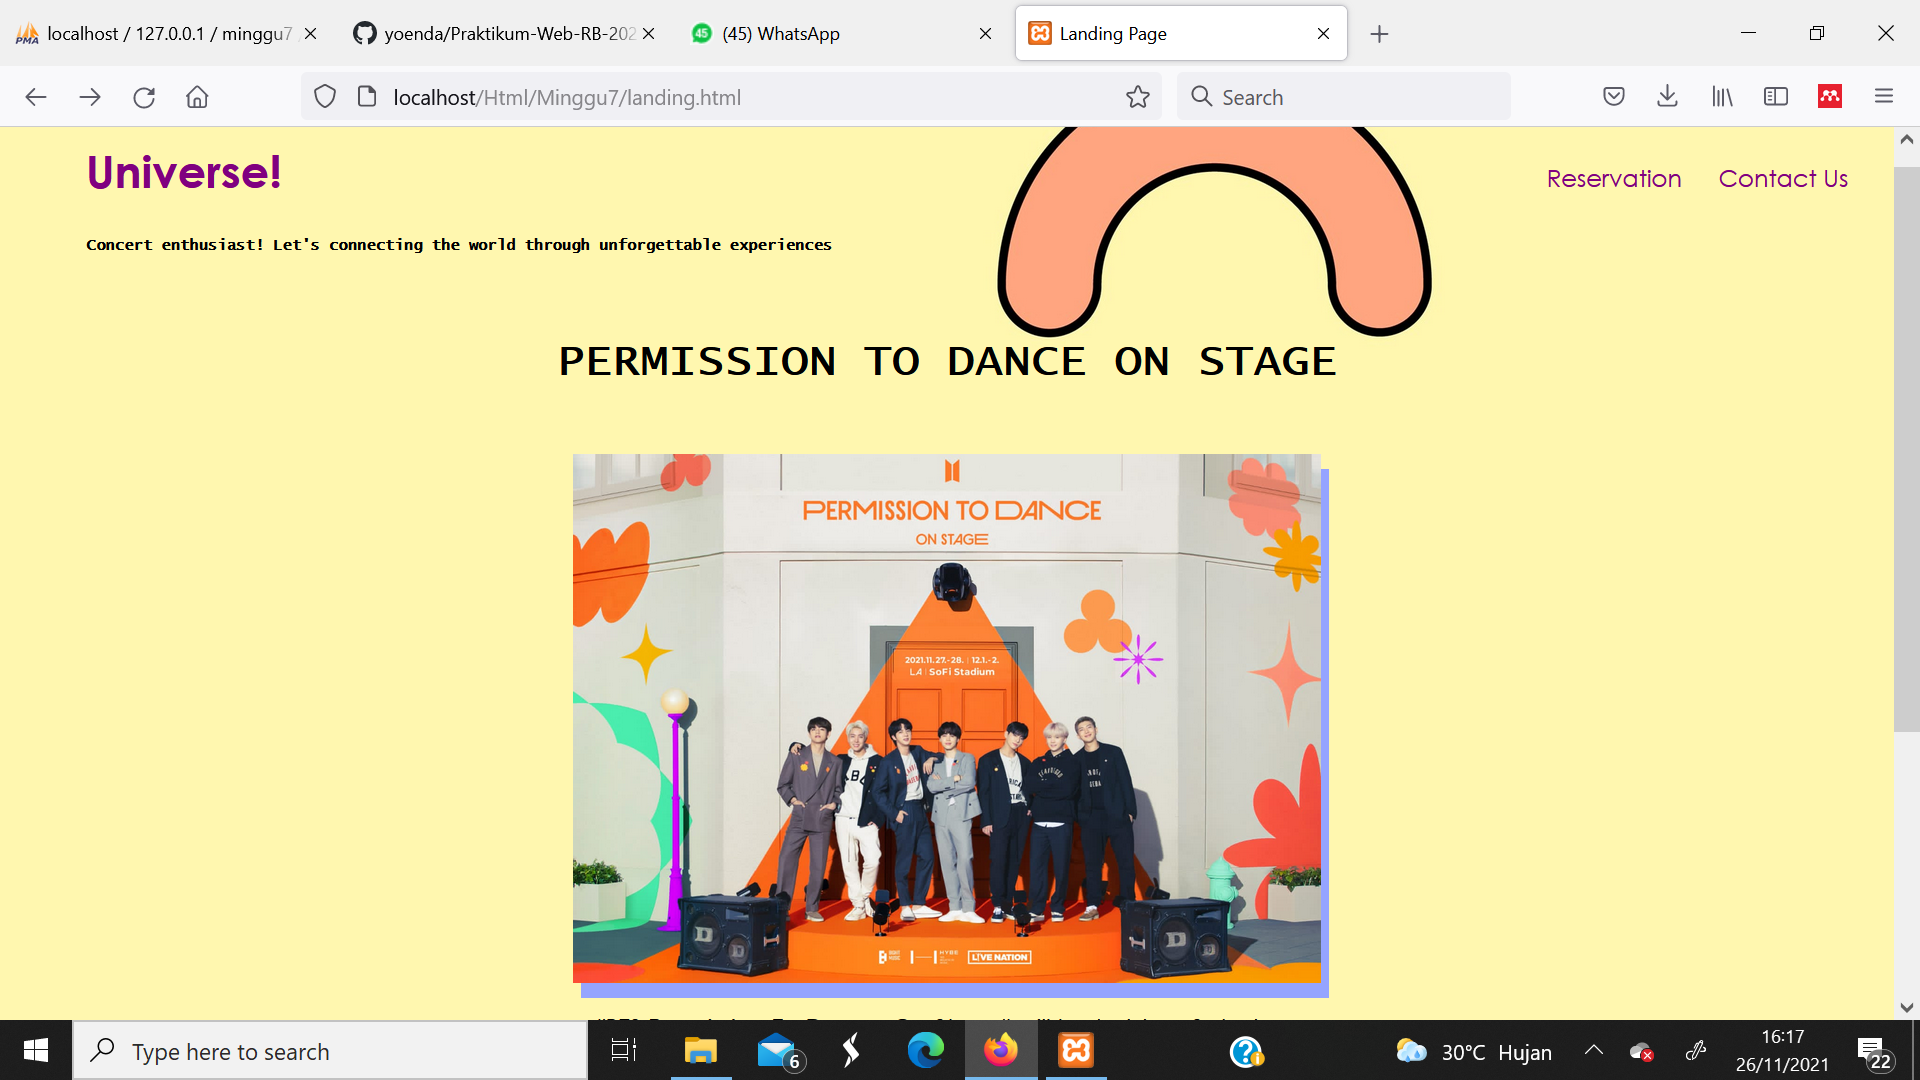 localhost / 127.0.0.1 / minggu7
yoenda/Praktikum-Web-RB-202
45
(45) WhatsApp
Landing Page
localhost/Html/Minggu7/landing.html
Search
Universe!
Reservation
Contact Us
Concert enthusiast! Let's connecting the world through unforgettable experiences
PERMISSION TO DANCE ON STAGE
PERMISSION TO DANCE
ON STAGE
2021.11.27.-28. | 12.1.-2.
LA | SoFi Stadium
D
D
HYBE
LIVE NATION
Type here to search
6
30°C Hujan
16:17
26/11/2021
22